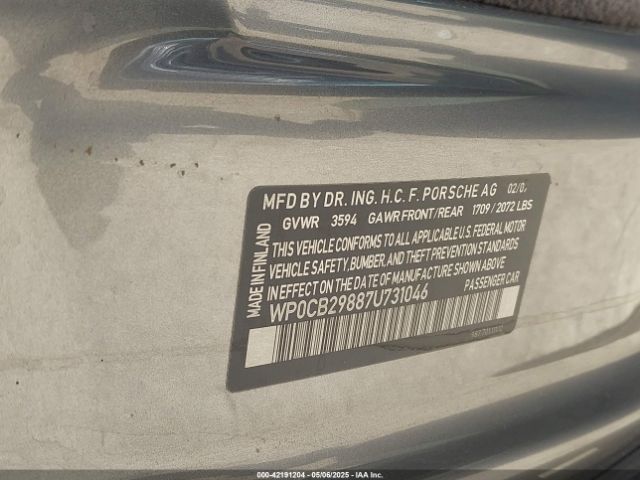 MFD BY DR. ING. H.C. F. PORSCHE AG
GVWR 3594 GAWR FRONT/REAR 1709/2072 LBS
THIS VEHICLE CONFORMS TO ALL APPLICABLE U.S. FEDERAL MOTOR
VEHICLE SAFETY, BUMPER, AND THEFT PREVENTION STANDARDS
IN EFFECT ON THE DATE OF MANUFACTURE SHOWN ABOVE
WP0CB29887U731046 PASSENGER CAR
MADE IN FINLAND
000-42191204 - 05/06/2025 - IAA Inc.